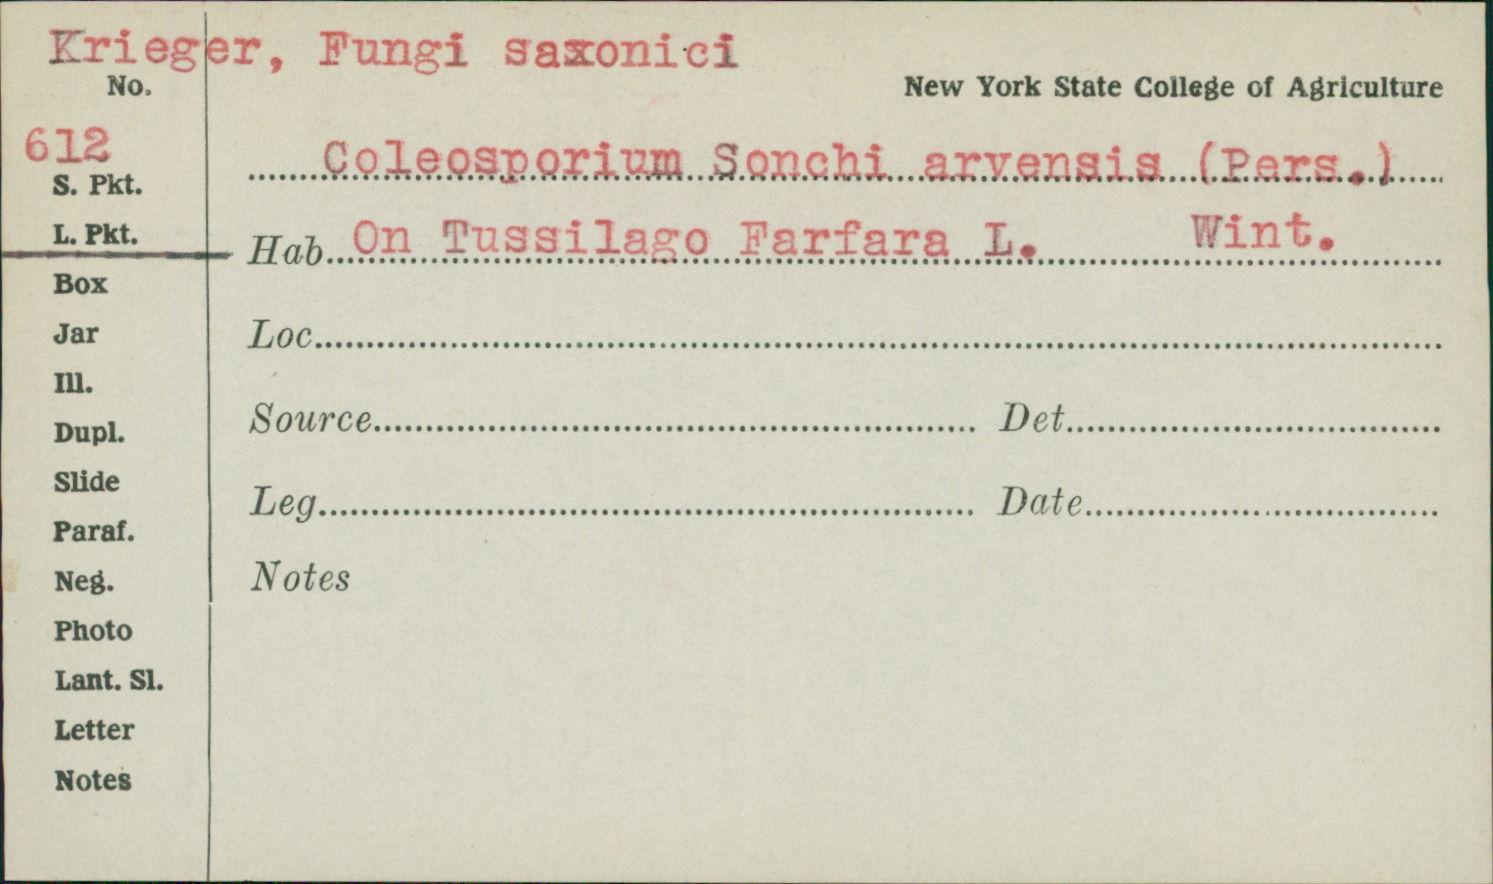 Krieger, Fungi saxonici
No.
New York State College of Agriculture
612
Coleosporium Sonchi arvensis (Pers.)
S. Pkt.
Wint.
L. Pkt.
Hab. On Tussilago Farfara L.
Box
Jar
Loc.
Ill.
Dupl.
Source Det.
Slide
Leg. Date
Paraf.
Neg.
Notes
Photo
Lant. Sl.
Letter
Notes